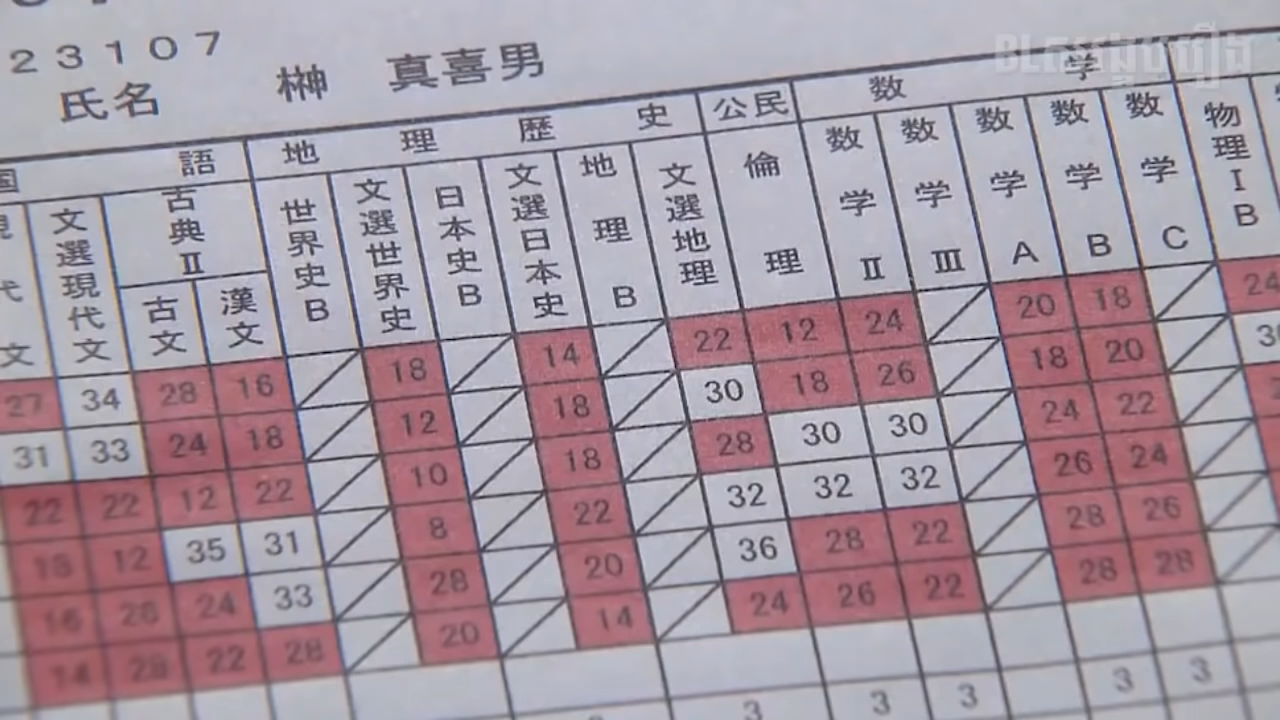 23107
氏名 榊 真喜男
国語 地理歴史 公民 数学
現代文 文選現代文 古典Ⅱ 古文 漢文 世界史B 文選世界史 日本史B 文選日本史 地理B 文選地理 倫理 数学Ⅱ 数学Ⅲ 数学A 数学B 数学C 物理ⅠB
27 34 28 16 18 14 22 12 24 20 18 24
31 33 24 18 12 18 30 18 26 18 20
22 22 12 22 10 18 28 30 30 24 22
18 12 35 31 8 22 32 32 32 26 24
16 26 24 33 28 20 36 28 22 28 26
14 28 22 28 20 14 24 26 22 28 28
3 3 3 3 3